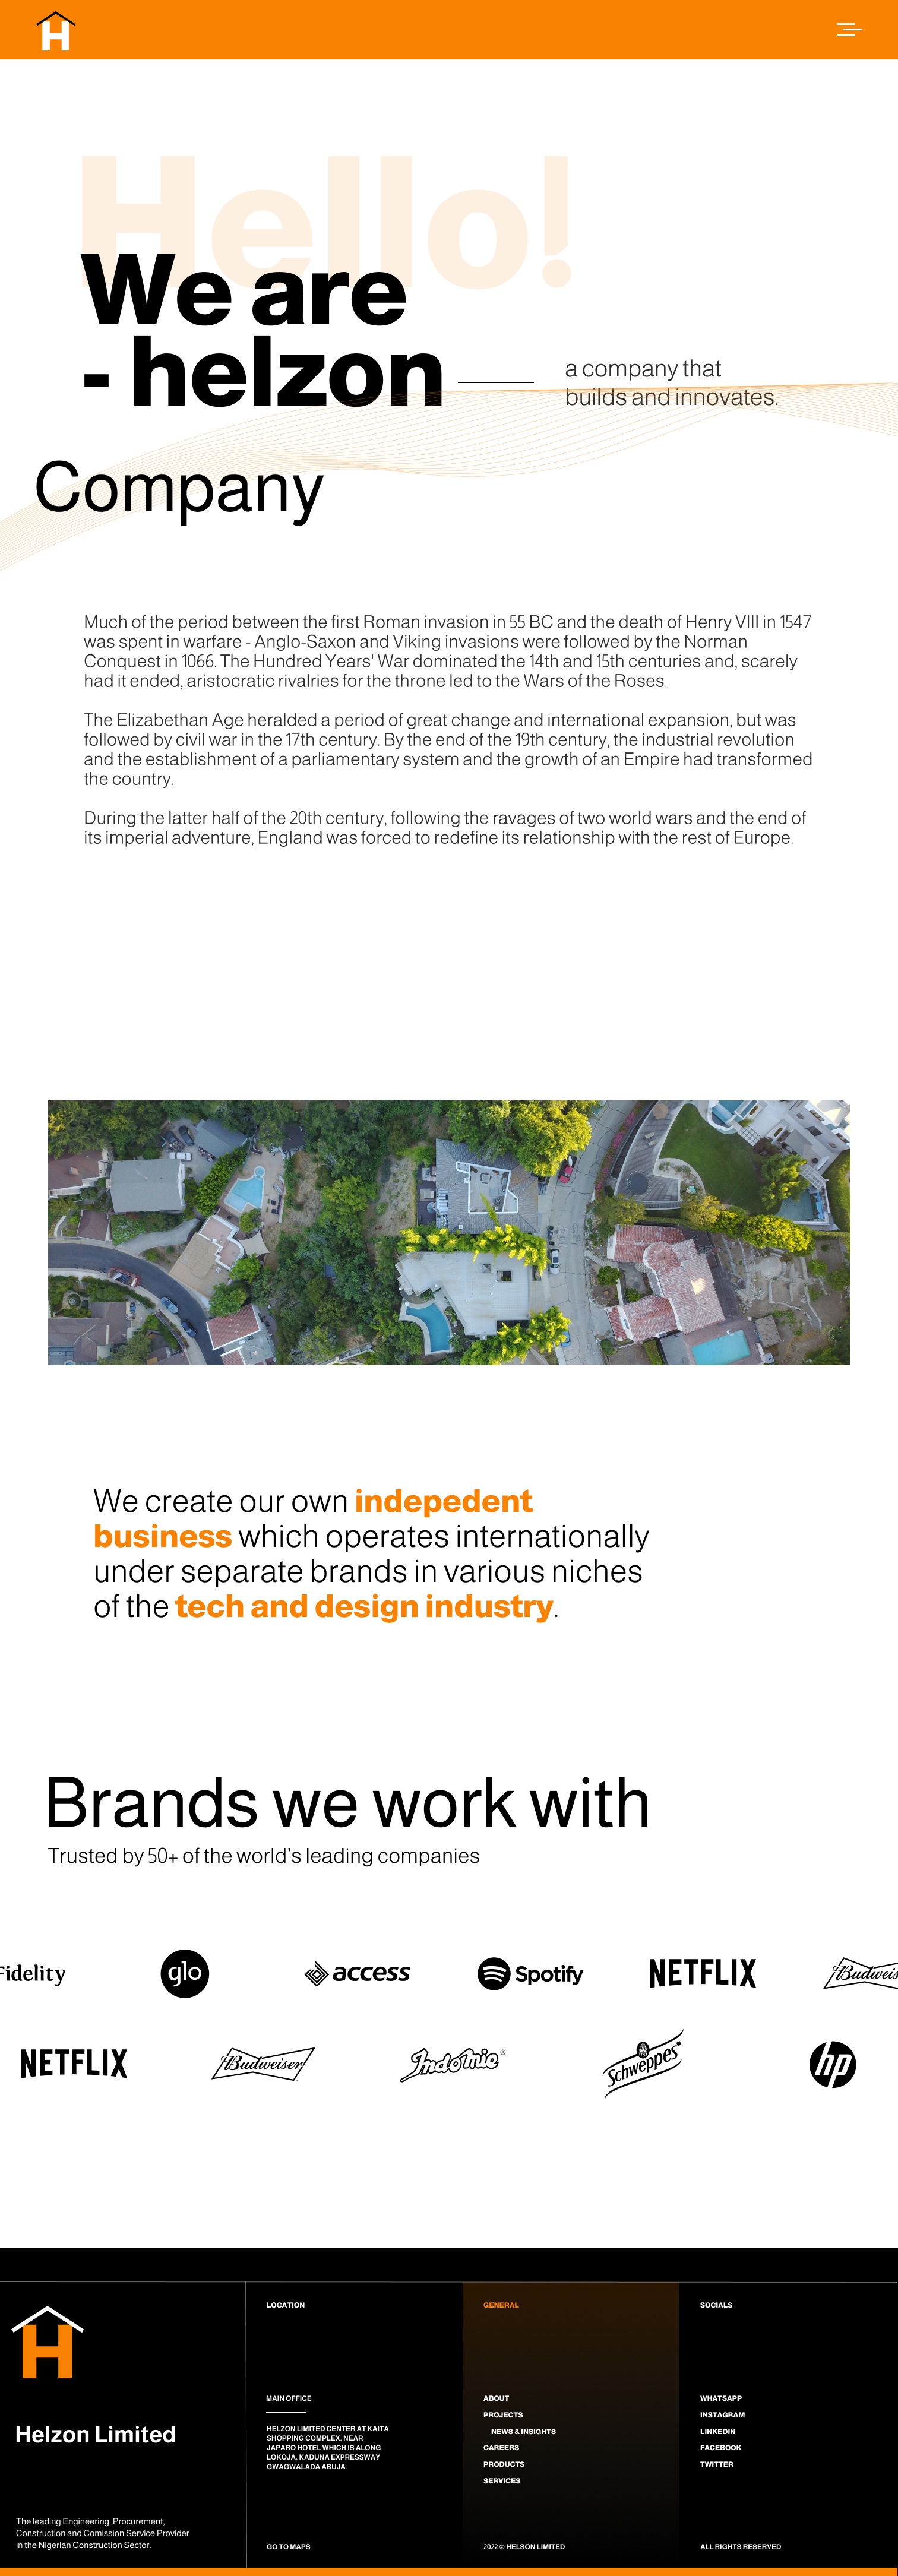 H
Hello!
We are
- helzon
a company that
builds and innovates.
Company
Much of the period between the first Roman invasion in 55 BC and the death of Henry VIII in 1547
was spent in warfare - Anglo-Saxon and Viking invasions were followed by the Norman
Conquest in 1066. The Hundred Years' War dominated the 14th and 15th centuries and, scarely
had it ended, aristocratic rivalries for the throne led to the Wars of the Roses.
The Elizabethan Age heralded a period of great change and international expansion, but was
followed by civil war in the 17th century. By the end of the 19th century, the industrial revolution
and the establishment of a parliamentary system and the growth of an Empire had transformed
the country.
During the latter half of the 20th century, following the ravages of two world wars and the end of
its imperial adventure, England was forced to redefine its relationship with the rest of Europe.
We create our own indepedent
business which operates internationally
under separate brands in various niches
of the tech and design industry.
Brands we work with
Trusted by 50+ of the world's leading companies
Fidelity glo access Spotify NETFLIX Budweis
NETFLIX Budweiser Indomie ® Schweppes hp
H
Helzon Limited
The leading Engineering, Procurement,
Construction and Comission Service Provider
in the Nigerian Construction Sector.
LOCATION
MAIN OFFICE
HELZON LIMITED CENTER AT KAITA
SHOPPING COMPLEX. NEAR
JAPARO HOTEL WHICH IS ALONG
LOKOJA, KADUNA EXPRESSWAY
GWAGWALADA ABUJA.
GO TO MAPS
GENERAL
ABOUT
PROJECTS
NEWS & INSIGHTS
CAREERS
PRODUCTS
SERVICES
2022 © HELSON LIMITED
SOCIALS
WHATSAPP
INSTAGRAM
LINKEDIN
FACEBOOK
TWITTER
ALL RIGHTS RESERVED